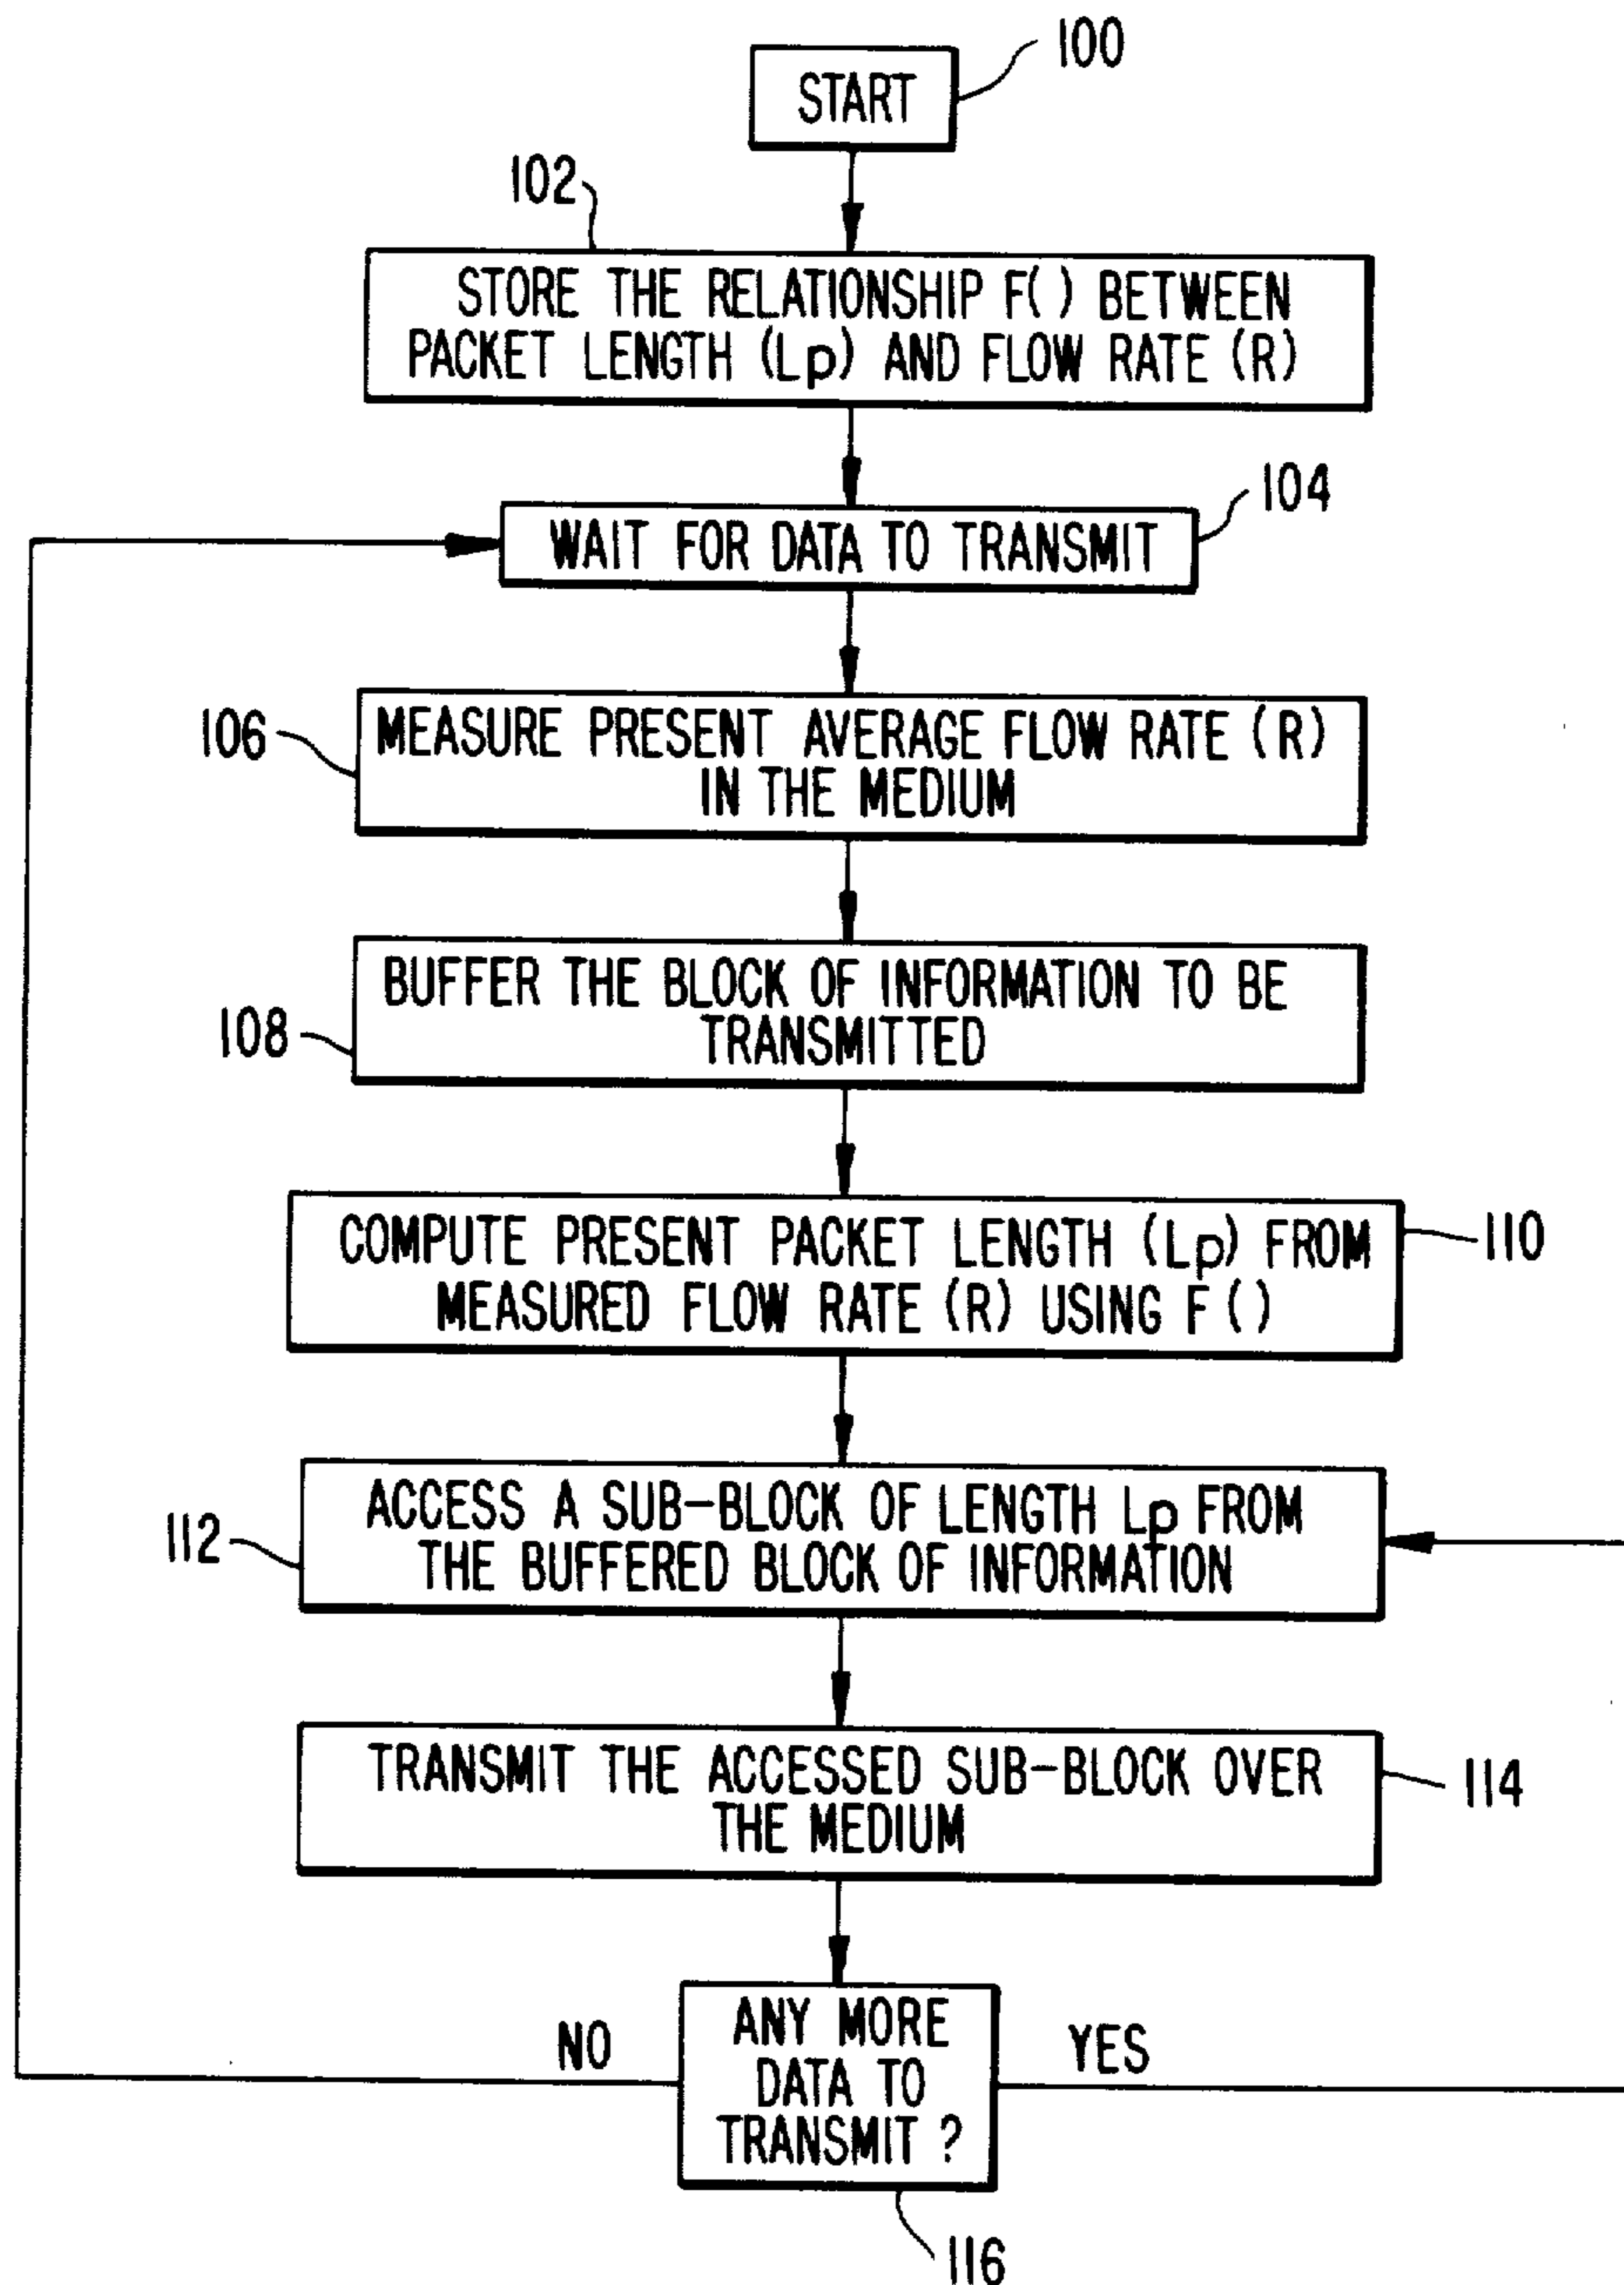 100
START
102
STORE THE RELATIONSHIP F( ) BETWEEN
PACKET LENGTH (Lp) AND FLOW RATE (R)
104
WAIT FOR DATA TO TRANSMIT
106
MEASURE PRESENT AVERAGE FLOW RATE (R)
IN THE MEDIUM
BUFFER THE BLOCK OF INFORMATION TO BE
TRANSMITTED
108
COMPUTE PRESENT PACKET LENGTH (Lp) FROM
MEASURED FLOW RATE (R) USING F ( )
110
ACCESS A SUB-BLOCK OF LENGTH Lp FROM
THE BUFFERED BLOCK OF INFORMATION
112
TRANSMIT THE ACCESSED SUB-BLOCK OVER
THE MEDIUM
114
NO
ANY MORE
DATA TO
TRANSMIT ?
YES
116